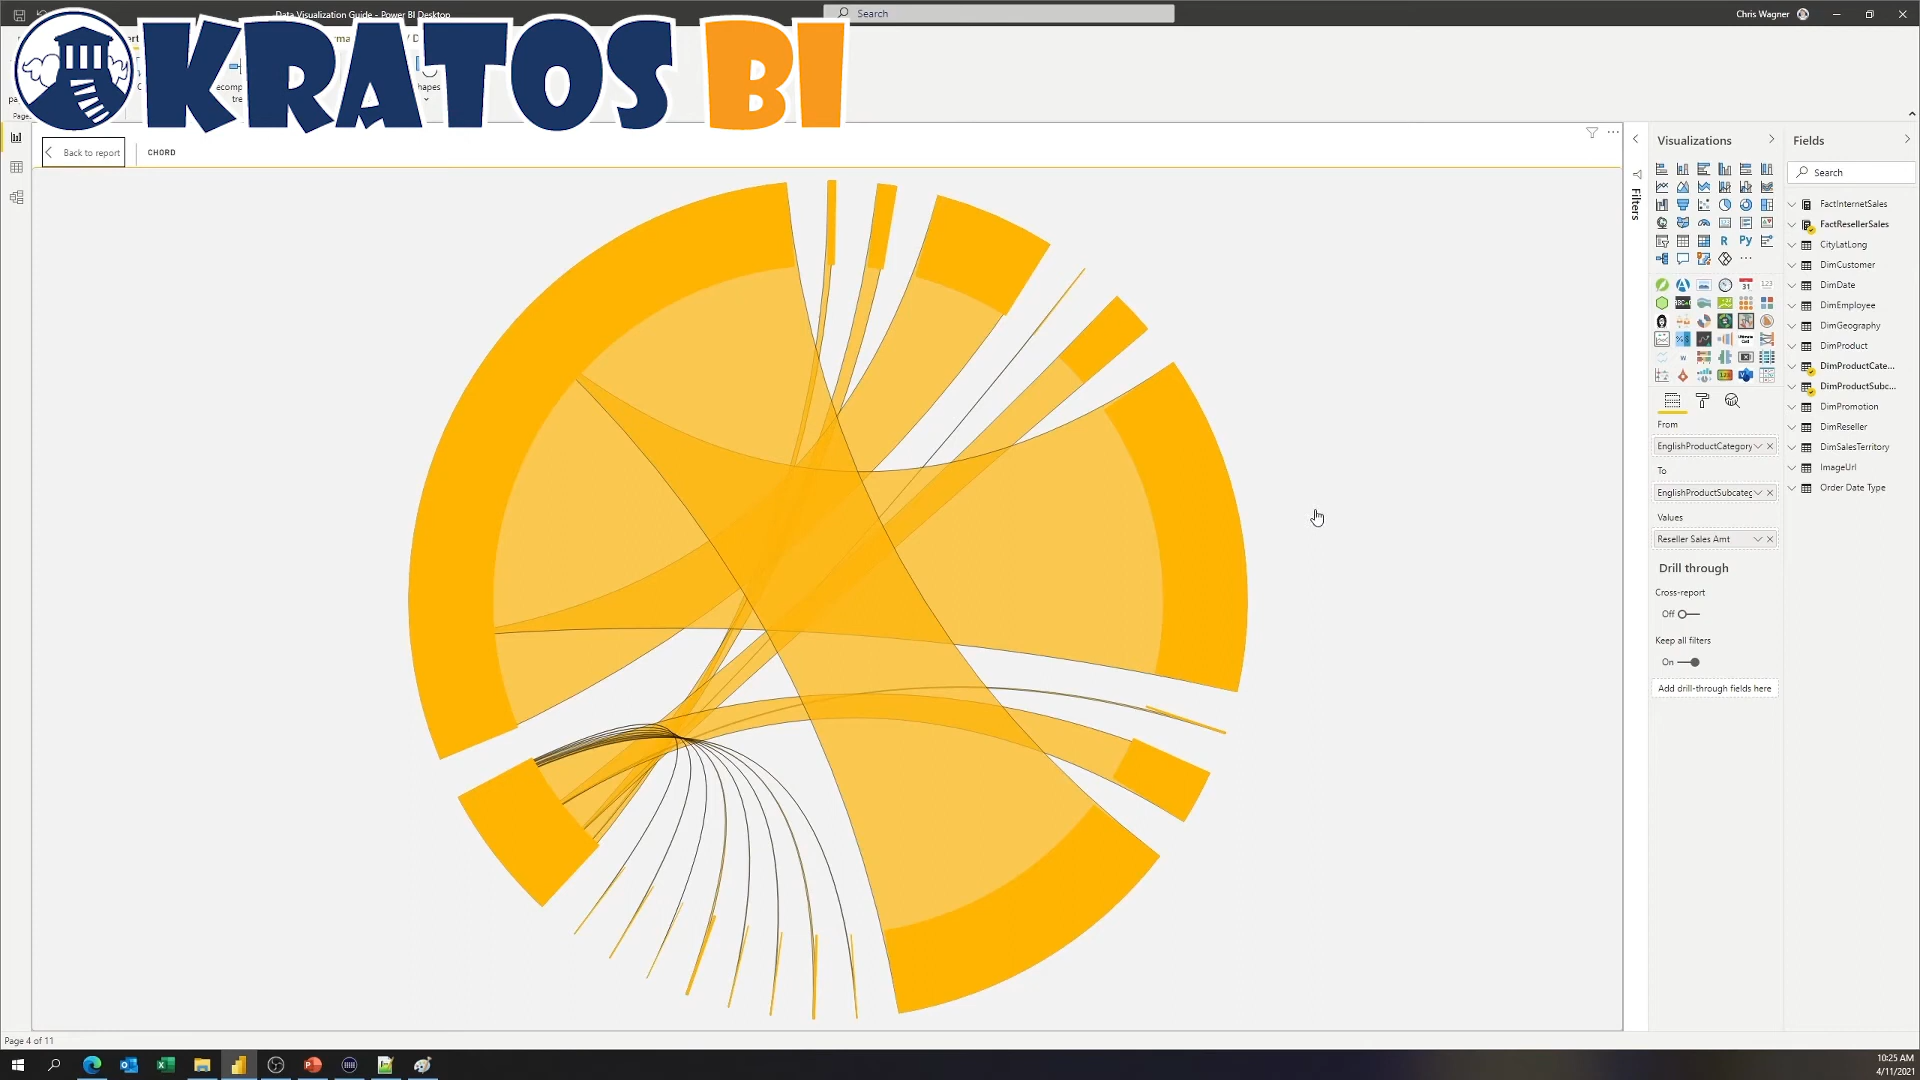 Data Visualization Guide - Power BI Desktop
Search
Chris Wagner
KRATOS BI
Back to report
CHORD
Filters
Visualizations
From
EnglishProductCategory
To
EnglishProductSubcateg
Values
Reseller Sales Amt
Drill through
Cross-report
Off
Keep all filters
On
Add drill-through fields here
Fields
Search
FactInternetSales
FactResellerSales
CityLatLong
DimCustomer
DimDate
DimEmployee
DimGeography
DimProduct
DimProductCate...
DimProductSubc...
DimPromotion
DimReseller
DimSalesTerritory
ImageUrl
Order Date Type
Page 4 of 11
10:25 AM
4/11/2021